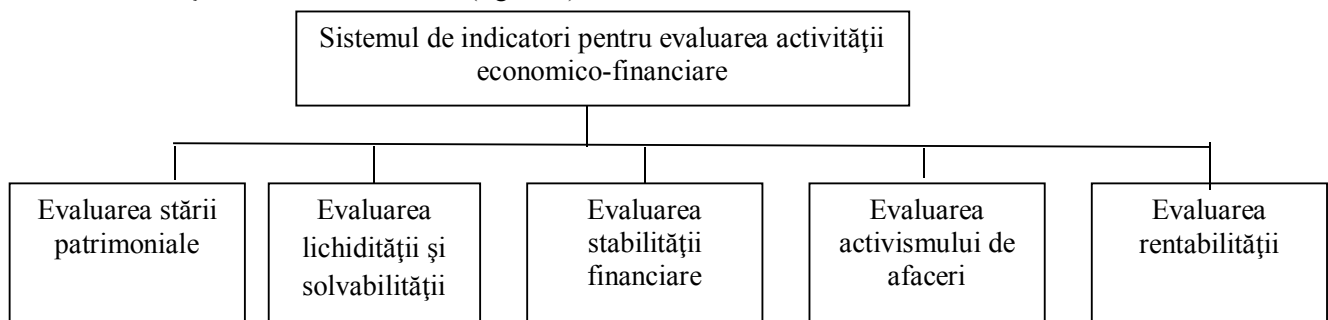 Sistemul de indicatori pentru evaluarea activităţii
economico-financiare
Evaluarea stării
patrimoniale
Evaluarea
lichidităţii şi
solvabilităţii
Evaluarea
stabilităţii
financiare
Evaluarea
activismului de
afaceri
Evaluarea
rentabilităţii